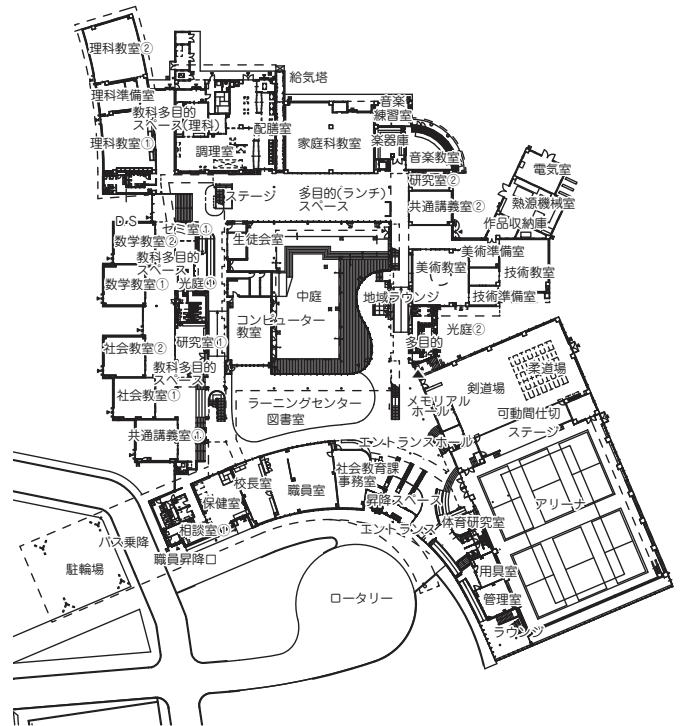 理科教室②
理科準備室
教科多目的
スペース(理科)
理科教室①
給気塔
配膳室
調理室
家庭科教室
音楽
練習室
楽器庫
音楽教室
研究室②
共通講義室②
電気室
熱源機械室
作品収納庫
美術準備室
美術教室
技術教室
技術準備室
ステージ
多目的(ランチ)
スペース
DS
ゼミ室①
数学教室②
生徒会室
教科多目的
スペース
数学教室①
光庭①
中庭
地域ラウンジ
コンピューター
教室
光庭②
多目的
社会教室②
研究室①
教科多目的
スペース
社会教室①
ラーニングセンター
図書室
メモリアル
ホール
剣道場
柔道場
可動間仕切
ステージ
共通講義室①
エントランスホール
校長室
職員室
社会教育課
事務室
昇降スペース
保健室
相談室①
エントランス
体育研究室
アリーナ
バス乗降
職員昇降口
駐輪場
ロータリー
用具室
管理室
ラウンジ